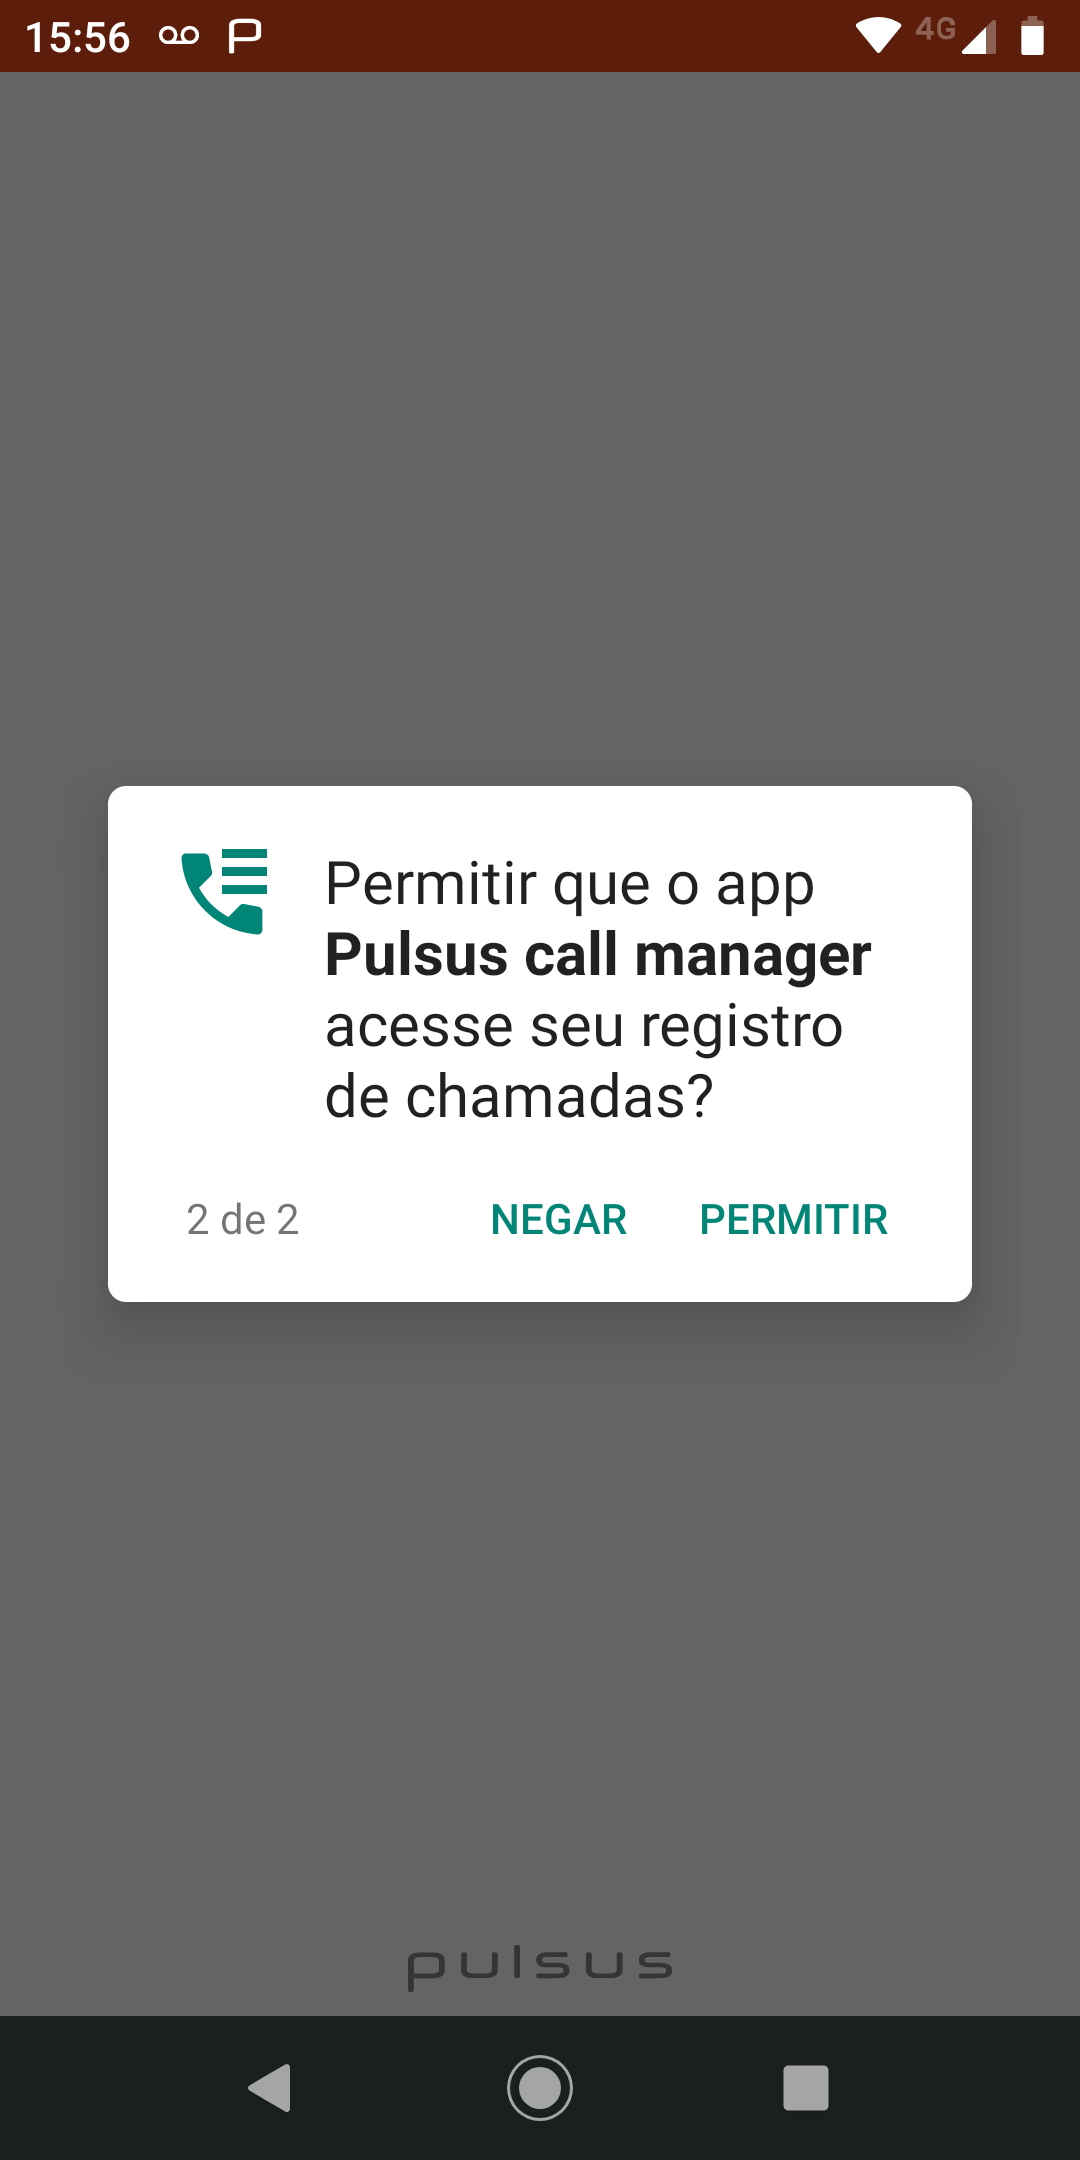 15:56 P 4G
Permitir que o app
Pulsus call manager
acesse seu registro
de chamadas?
2 de 2 NEGAR PERMITIR
pulsus